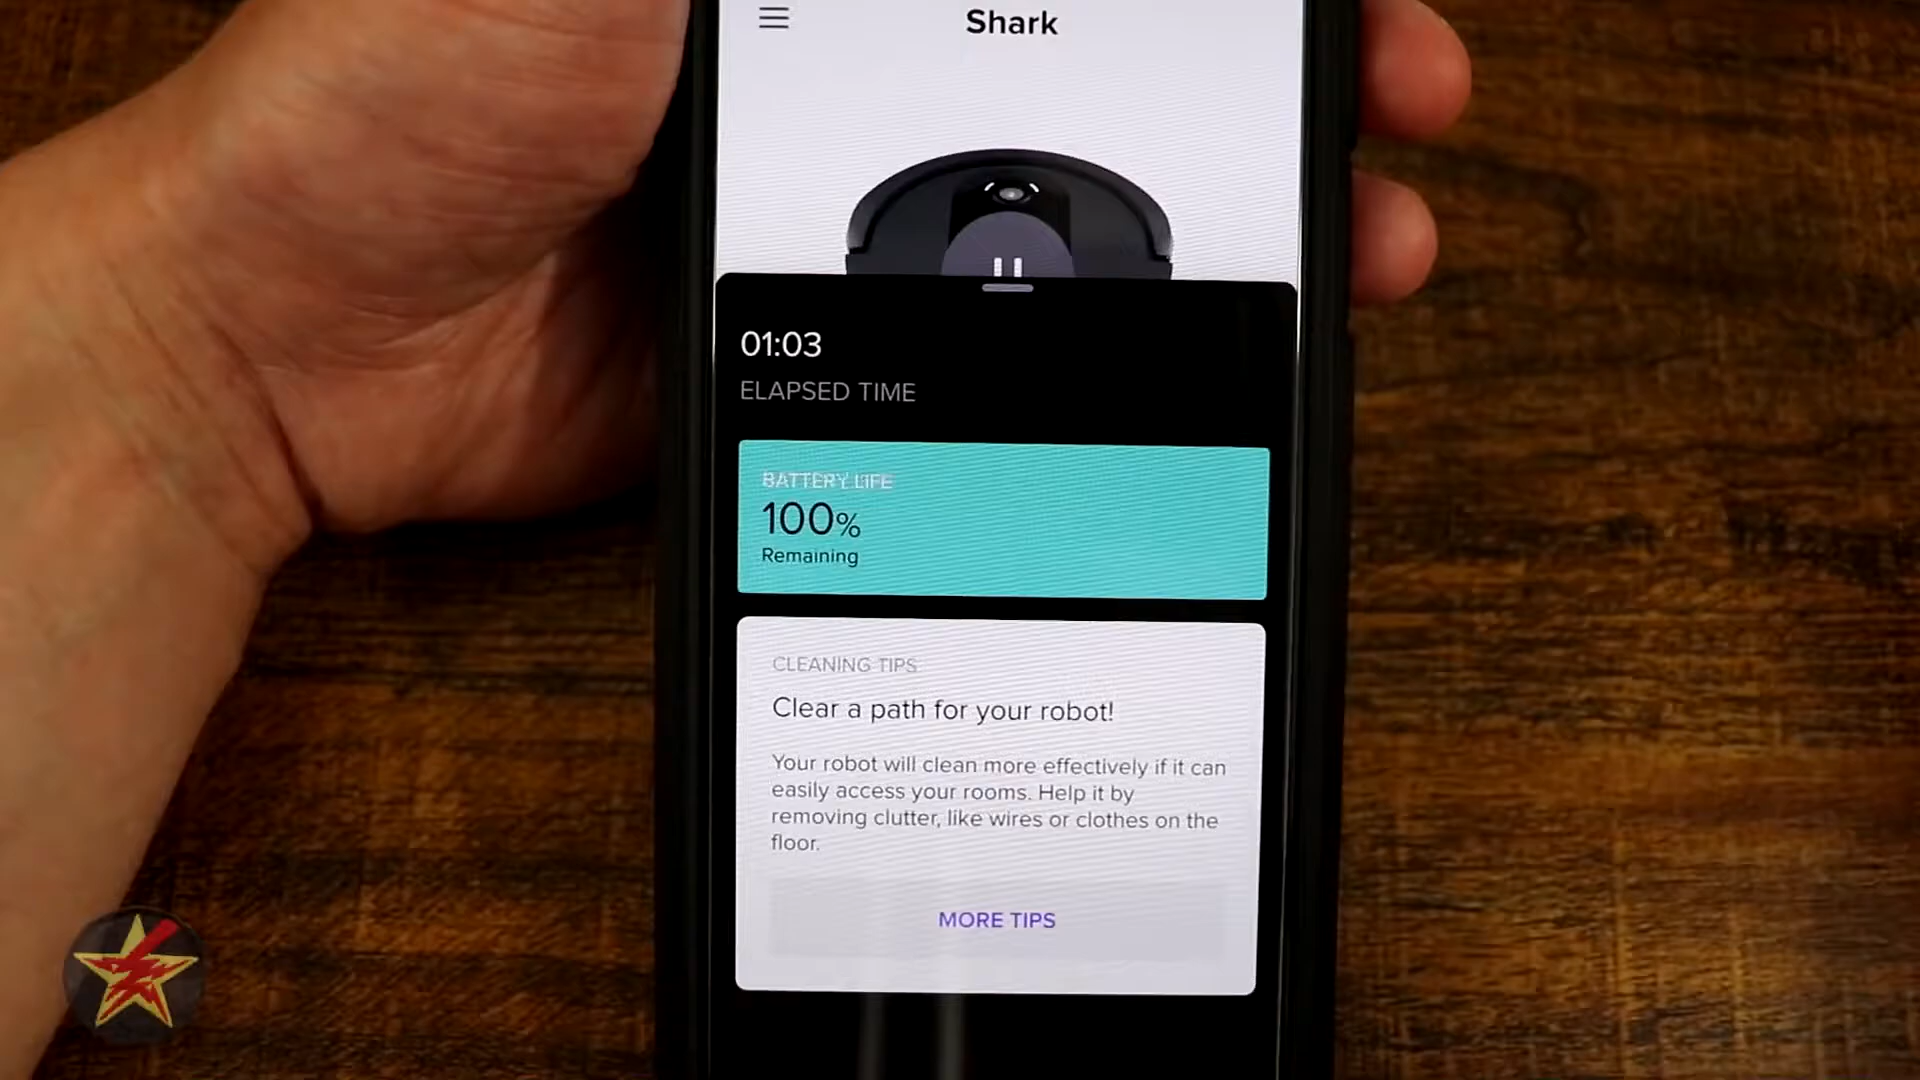 Shark
01:03
ELAPSED TIME
BATTERY LIFE
100%
Remaining
CLEANING TIPS
Clear a path for your robot!
Your robot will clean more effectively if it can
easily access your rooms. Help it by
removing clutter, like wires or clothes on the
floor.
MORE TIPS